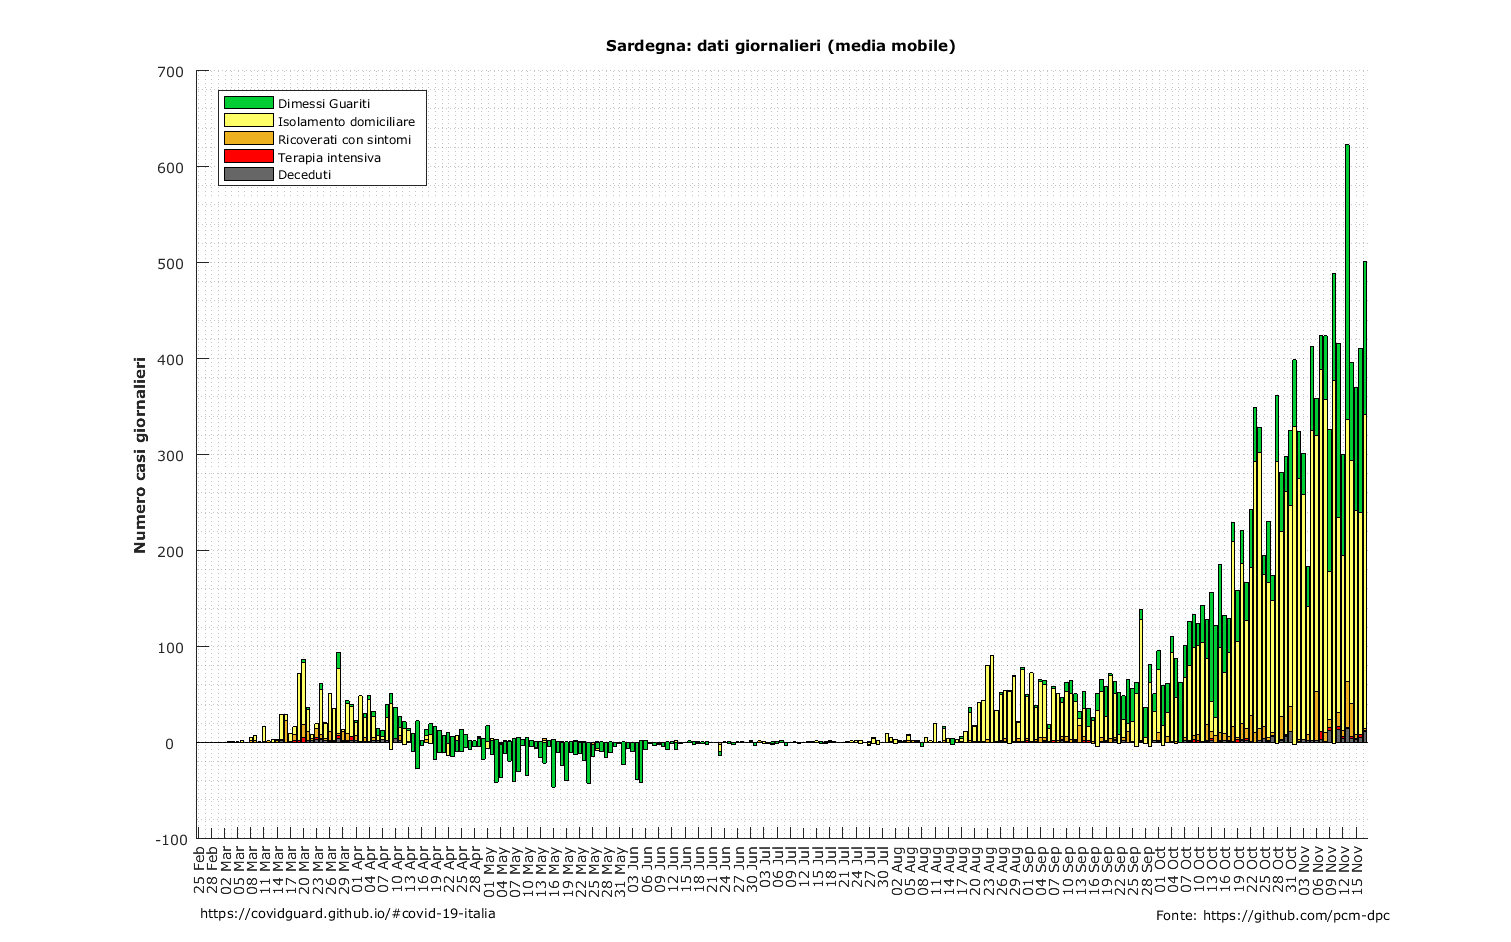 Sardegna: dati giornalieri (media mobile)
700
600
500
400
300
200
100
0
-100
Numero casi giornalieri
Dimessi Guariti
Isolamento domiciliare
Ricoverati con sintomi
Terapia intensiva
Deceduti
25 Feb
28 Feb
02 Mar
05 Mar
08 Mar
11 Mar
14 Mar
17 Mar
20 Mar
23 Mar
26 Mar
29 Mar
01 Apr
04 Apr
07 Apr
10 Apr
13 Apr
16 Apr
19 Apr
22 Apr
25 Apr
28 Apr
01 May
04 May
07 May
10 May
13 May
16 May
19 May
22 May
25 May
28 May
31 May
03 Jun
06 Jun
09 Jun
12 Jun
15 Jun
18 Jun
21 Jun
24 Jun
27 Jun
30 Jun
03 Jul
06 Jul
09 Jul
12 Jul
15 Jul
18 Jul
21 Jul
24 Jul
27 Jul
30 Jul
02 Aug
05 Aug
08 Aug
11 Aug
14 Aug
17 Aug
20 Aug
23 Aug
26 Aug
29 Aug
01 Sep
04 Sep
07 Sep
10 Sep
13 Sep
16 Sep
19 Sep
22 Sep
25 Sep
28 Sep
01 Oct
04 Oct
07 Oct
10 Oct
13 Oct
16 Oct
19 Oct
22 Oct
25 Oct
28 Oct
31 Oct
03 Nov
06 Nov
09 Nov
12 Nov
15 Nov
https://covidguard.github.io/#covid-19-italia
Fonte: https://github.com/pcm-dpc